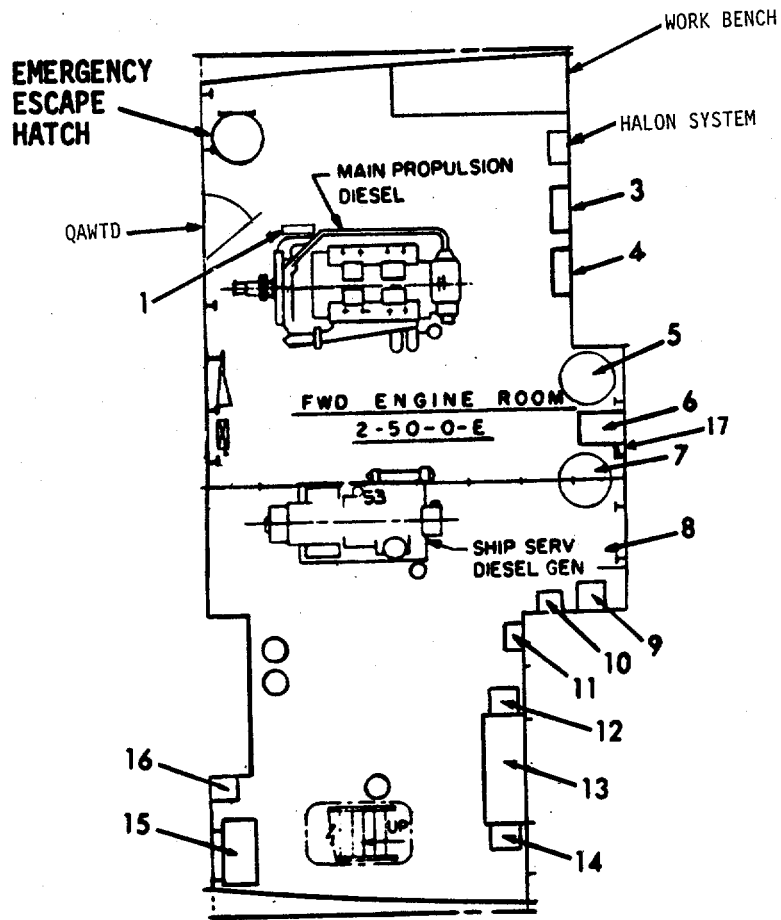 WORK BENCH
EMERGENCY
ESCAPE
HATCH
HALON SYSTEM
MAIN PROPULSION
DIESEL
3
QAWTD
4
1
5
FWD ENGINE ROOM
6
2-50-0-E
17
7
53
8
SHIP SERV
DIESEL GEN
10
9
11
12
16
13
15
UP
14